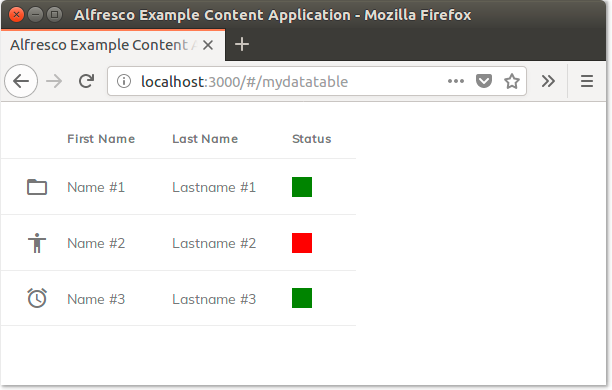 Alfresco Example Content Application - Mozilla Firefox
Alfresco Example Content A
localhost:3000/#/mydatatable
First Name Last Name Status
Name #1 Lastname #1
Name #2 Lastname #2
Name #3 Lastname #3